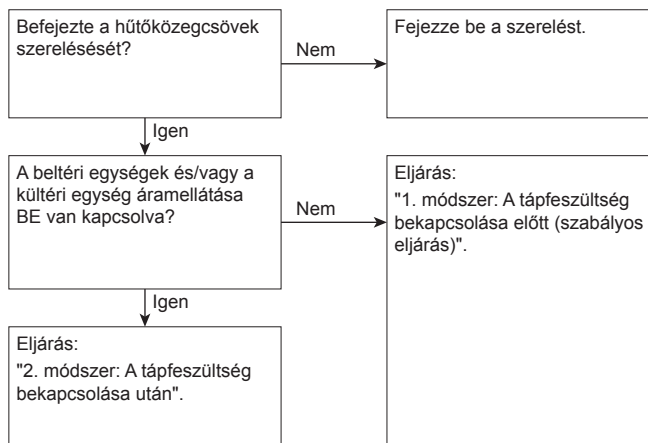 Befejezte a hűtőközegcsövek
szerelésését?
Nem
Fejezze be a szerelést.
Igen
A beltéri egységek és/vagy a
kültéri egység áramellátása
BE van kapcsolva?
Nem
Eljárás:
"1. módszer: A tápfeszültség
bekapcsolása előtt (szabályos
eljárás)".
Igen
Eljárás:
"2. módszer: A tápfeszültség
bekapcsolása után".